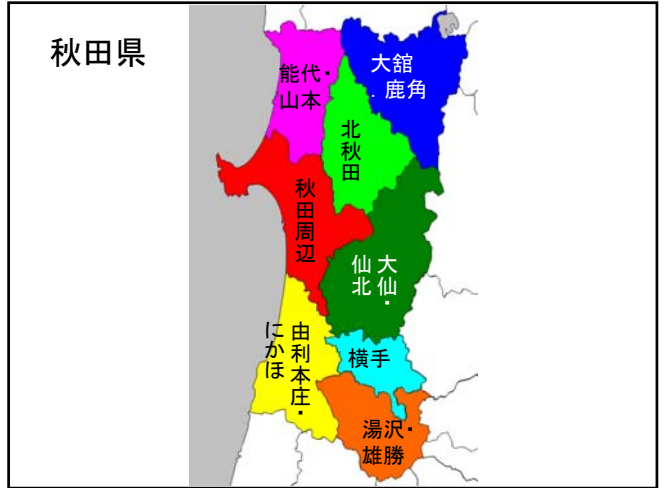 秋田県
能代・
山本
大舘
・鹿角
北秋田
秋田周辺
大仙・
仙北
由利本庄・
にかほ
横手
湯沢・
雄勝